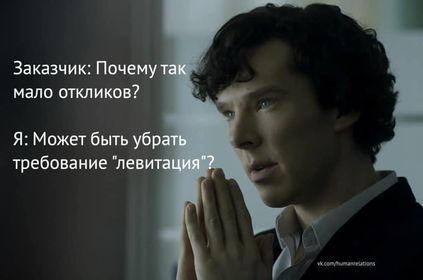 Заказчик: Почему так
мало откликов?
Я: Может быть убрать
требование "левитация"?
vk.com/humanrelations